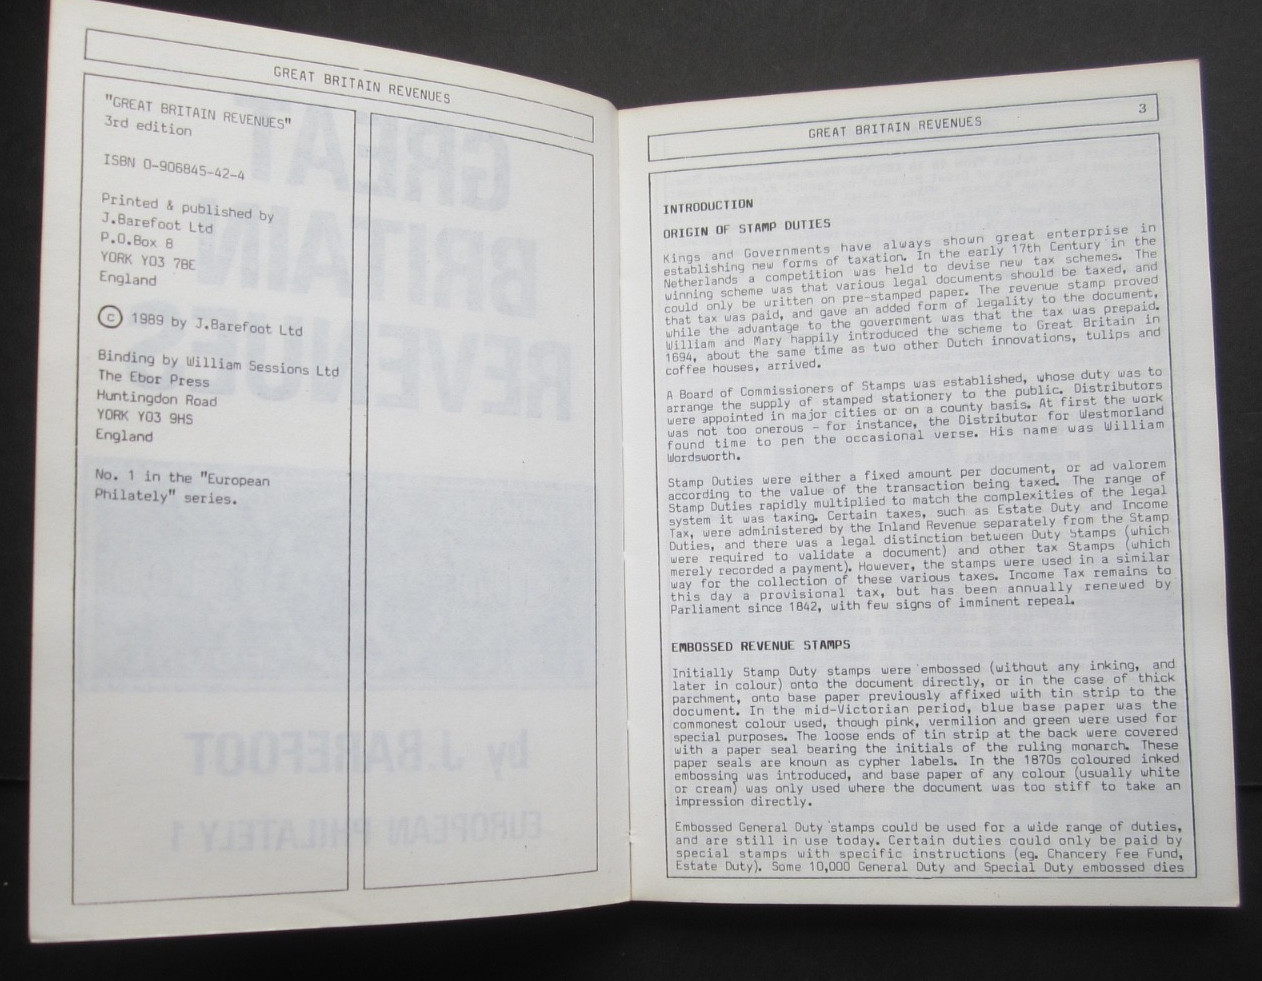 GREAT BRITAIN REVENUES
"GREAT BRITAIN REVENUES"
3rd edition
ISBN 0-906845-42-4
Printed & published by
J.Barefoot Ltd
P.O.Box 8
YORK YO3 7BE
England
© 1989 by J.Barefoot Ltd
Binding by William Sessions Ltd
The Ebor Press
Huntingdon Road
YORK YO3 9HS
England
No. 1 in the "European
Philately" series.
GREAT
BRITAIN
REVENUES
by J.BAREFOOT
EUROPEAN PHILATELY 1
3
GREAT BRITAIN REVENUES
INTRODUCTION
ORIGIN OF STAMP DUTIES
Kings and Governments have always shown great enterprise in
establishing new forms of taxation. In the early 17th Century in the
Netherlands a competition was held to devise new tax schemes. The
winning scheme was that various legal documents should be taxed, and
could only be written on pre-stamped paper. The revenue stamp proved
that tax was paid, and gave an added form of legality to the document,
while the advantage to the government was that the tax was prepaid.
William and Mary happily introduced the scheme to Great Britain in
1694, about the same time as two other Dutch innovations, tulips and
coffee houses, arrived.
A Board of Commissioners of Stamps was established, whose duty was to
arrange the supply of stamped stationery to the public. Distributors
were appointed in major cities or on a county basis. At first the work
was not too onerous - for instance, the Distributor for Westmorland
found time to pen the occasional verse. His name was William
Wordsworth.
Stamp Duties were either a fixed amount per document, or ad valorem
according to the value of the transaction being taxed. The range of
Stamp Duties rapidly multiplied to match the complexities of the legal
system it was taxing. Certain taxes, such as Estate Duty and Income
Tax, were administered by the Inland Revenue separately from the Stamp
Duties, and there was a legal distinction between Duty Stamps (which
were required to validate a document) and other tax Stamps (which
merely recorded a payment). However, the stamps were used in a similar
way for the collection of these various taxes. Income Tax remains to
this day a provisional tax, but has been annually renewed by
Parliament since 1842, with few signs of imminent repeal.
EMBOSSED REVENUE STAMPS
Initially Stamp Duty stamps were embossed (without any inking, and
later in colour) onto the document directly, or in the case of thick
parchment, onto base paper previously affixed with tin strip to the
document. In the mid-Victorian period, blue base paper was the
commonest colour used, though pink, vermilion and green were used for
special purposes. The loose ends of tin strip at the back were covered
with a paper seal bearing the initials of the ruling monarch. These
paper seals are known as cypher labels. In the 1870s coloured inked
embossing was introduced, and base paper of any colour (usually white
or cream) was only used where the document was too stiff to take an
impression directly.
Embossed General Duty stamps could be used for a wide range of duties,
and are still in use today. Certain duties could only be paid by
special stamps with specific instructions (eg. Chancery Fee Fund,
Estate Duty). Some 10,000 General Duty and Special Duty embossed dies